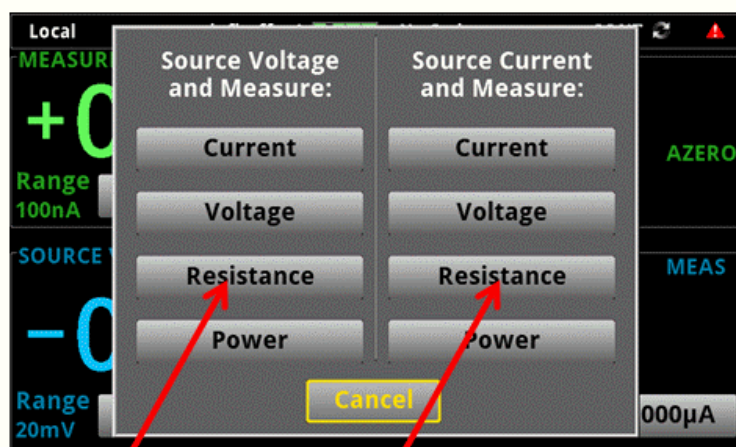 Local
MEASUR
+0
Range
100nA
AZERO
SOURCE
MEAS
-0
Range
20mV
000µA
Source Voltage
and Measure:
Current
Voltage
Resistance
Power
Source Current
and Measure:
Current
Voltage
Resistance
Power
Cancel